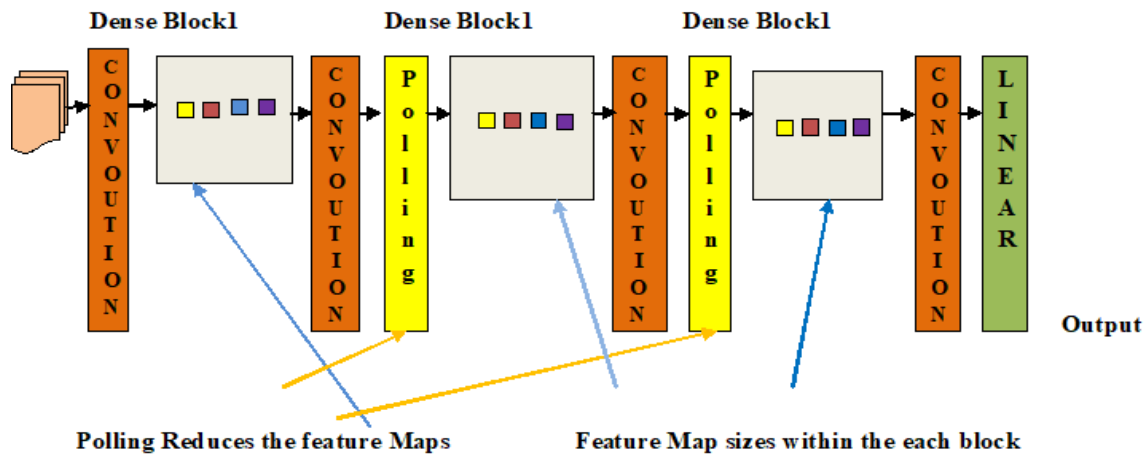 Dense Block1
Dense Block1
Dense Block1
CONVOUTION
CONVOUTION
Polling
CONVOUTION
Polling
CONVOUTION
LINEAR
Output
Polling Reduces the feature Maps
Feature Map sizes within the each block